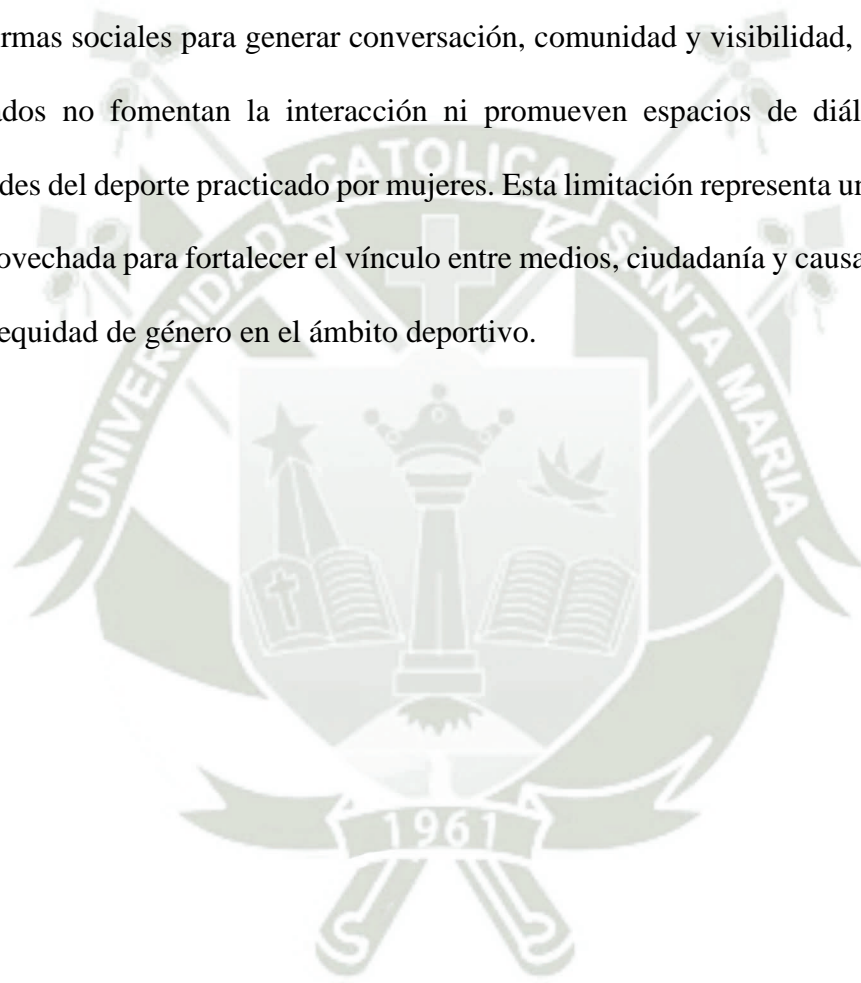 rmas sociales para generar conversación, comunidad y visibilidad,
ados no fomentan la interacción ni promueven espacios de diál
des del deporte practicado por mujeres. Esta limitación representa un
ovechada para fortalecer el vínculo entre medios, ciudadanía y causa
equidad de género en el ámbito deportivo.
UNIVERSIDAD CATOLICA SANTA MARIA
1961